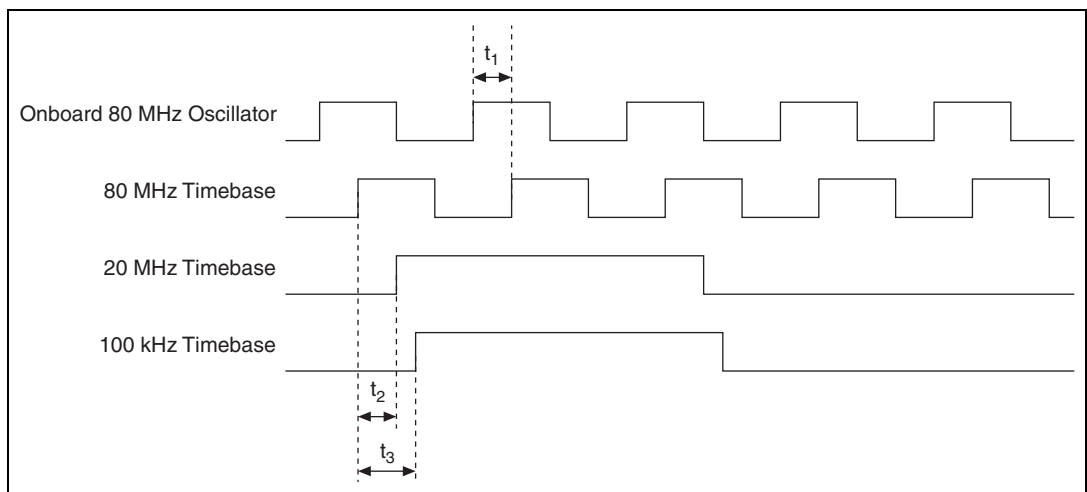 t1
Onboard 80 MHz Oscillator
80 MHz Timebase
20 MHz Timebase
100 kHz Timebase
t2
t3